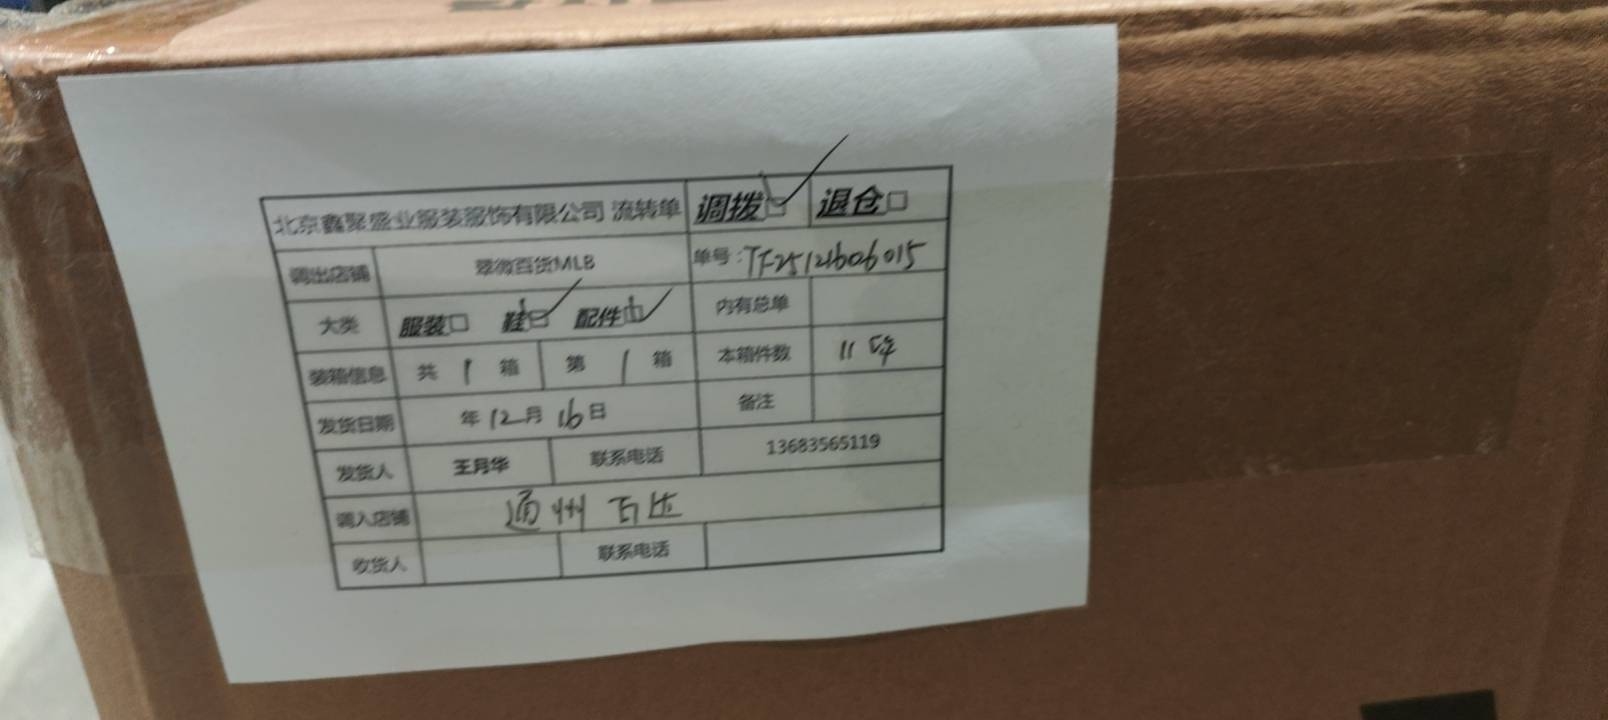 北京鑫聚盛业服装服饰有限公司 流转单 调拨□ 退仓□
调出店铺 翠微百货MLB 单号:TF25121606015
大类 服装□ 鞋□ 配件□ 内有总单
装箱信息 共 1 箱 第 1 箱 本箱件数 11 件
发货日期 年 12 月 16 日 备注
发货人 王月华 联系电话 13683565119
调入店铺 通州
收货人 联系电话